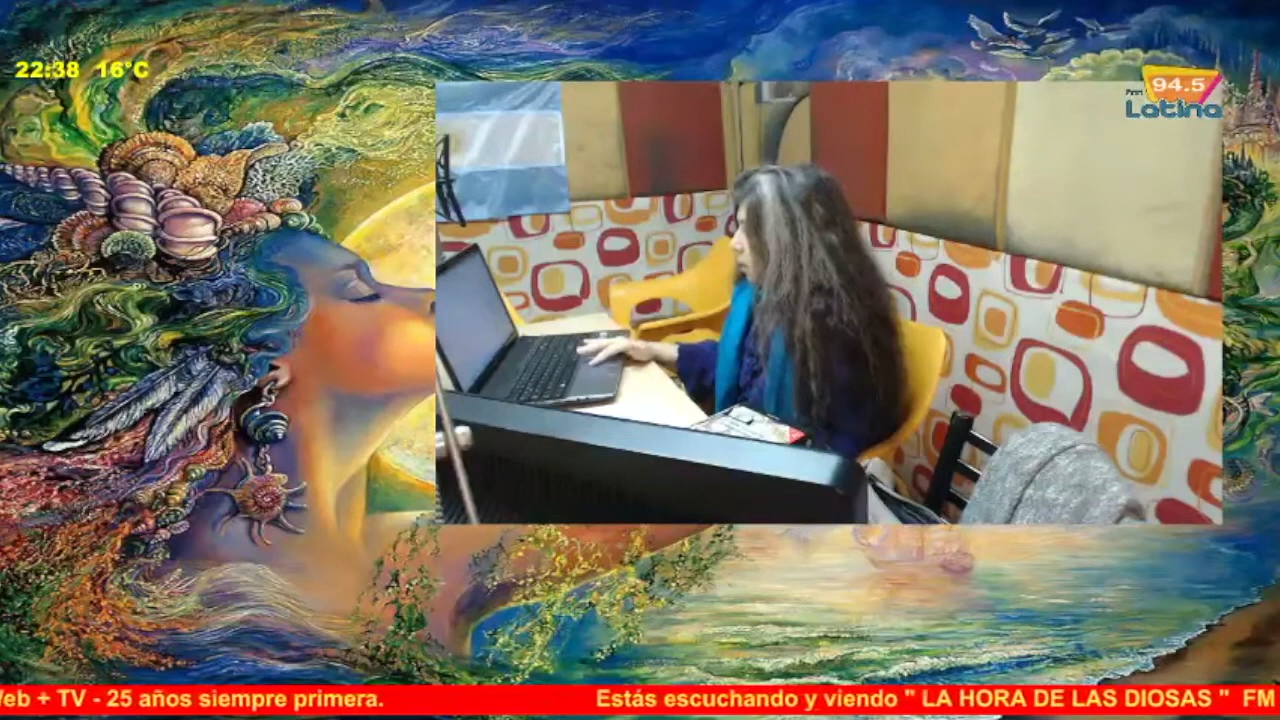 22:38 16°C
FM 94.5
Latina
Web + TV - 25 años siempre primera. Estás escuchando y viendo " LA HORA DE LAS DIOSAS " FM